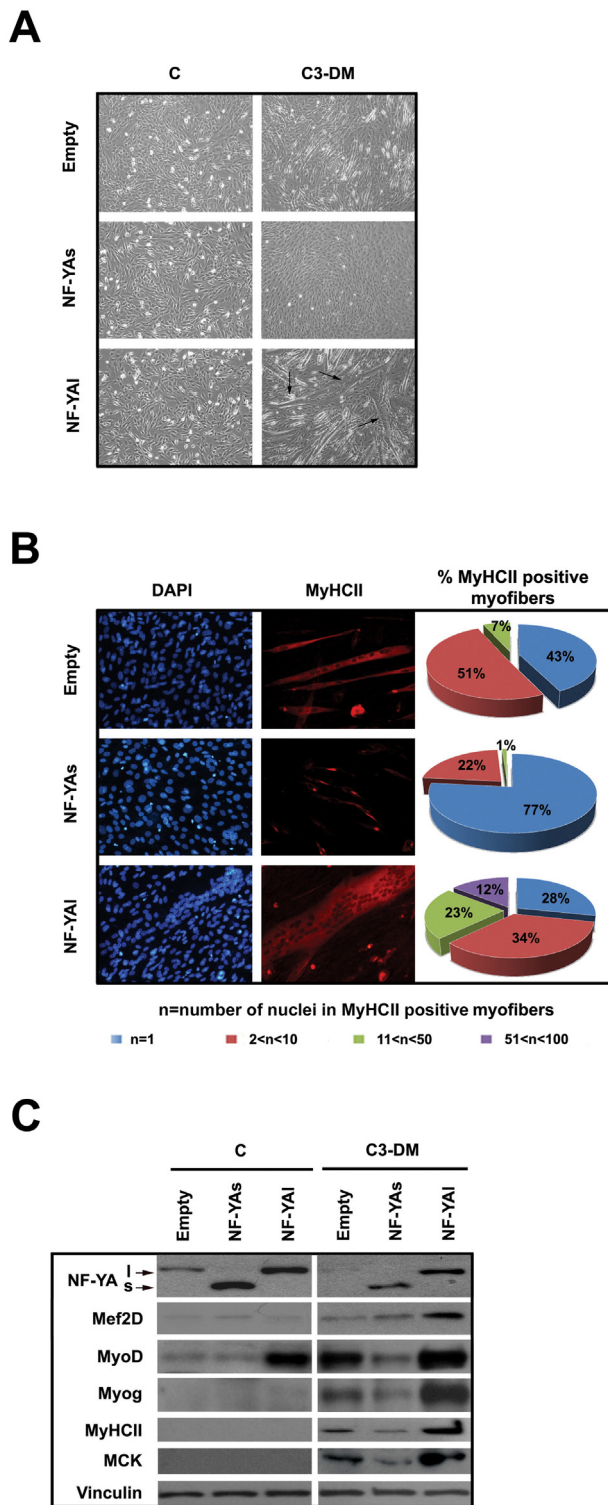 A
C C3-DM
Empty
NF-YAs
NF-YAl
B
DAPI MyHCII % MyHCII positive
myofibers
Empty
7%
43%
51%
NF-YAs
1%
22%
77%
NF-YAl
12%
28%
23%
34%
n=number of nuclei in MyHCII positive myofibers
n=1 2<n<10 11<n<50 51<n<100
C
C C3-DM
Empty NF-YAs NF-YAl Empty NF-YAs NF-YAl
NF-YA l
s
Mef2D
MyoD
Myog
MyHCII
MCK
Vinculin